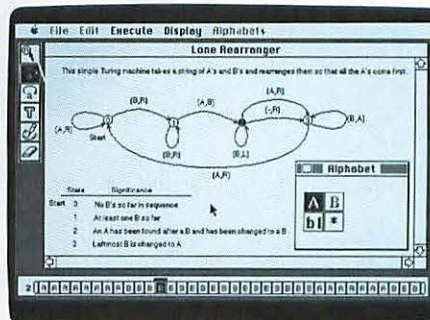 File Edit Execute Display Alphabets
Lone Rearranger
This simple Turing machine takes a string of A's and B's and rearranges them so that all the A's come first.
{A,R}
{B,R}
{A,B}
{-,R}
{A,R}
{B,A}
Start
{B,R}
{B,L}
{A,R}
Alphabet
A B
bl *
State Significance
Start 0 No B's so far in sequence
1 At least one B so far
2 An A has been found after a B and has been changed to a B
3 Leftmost B is changed to A